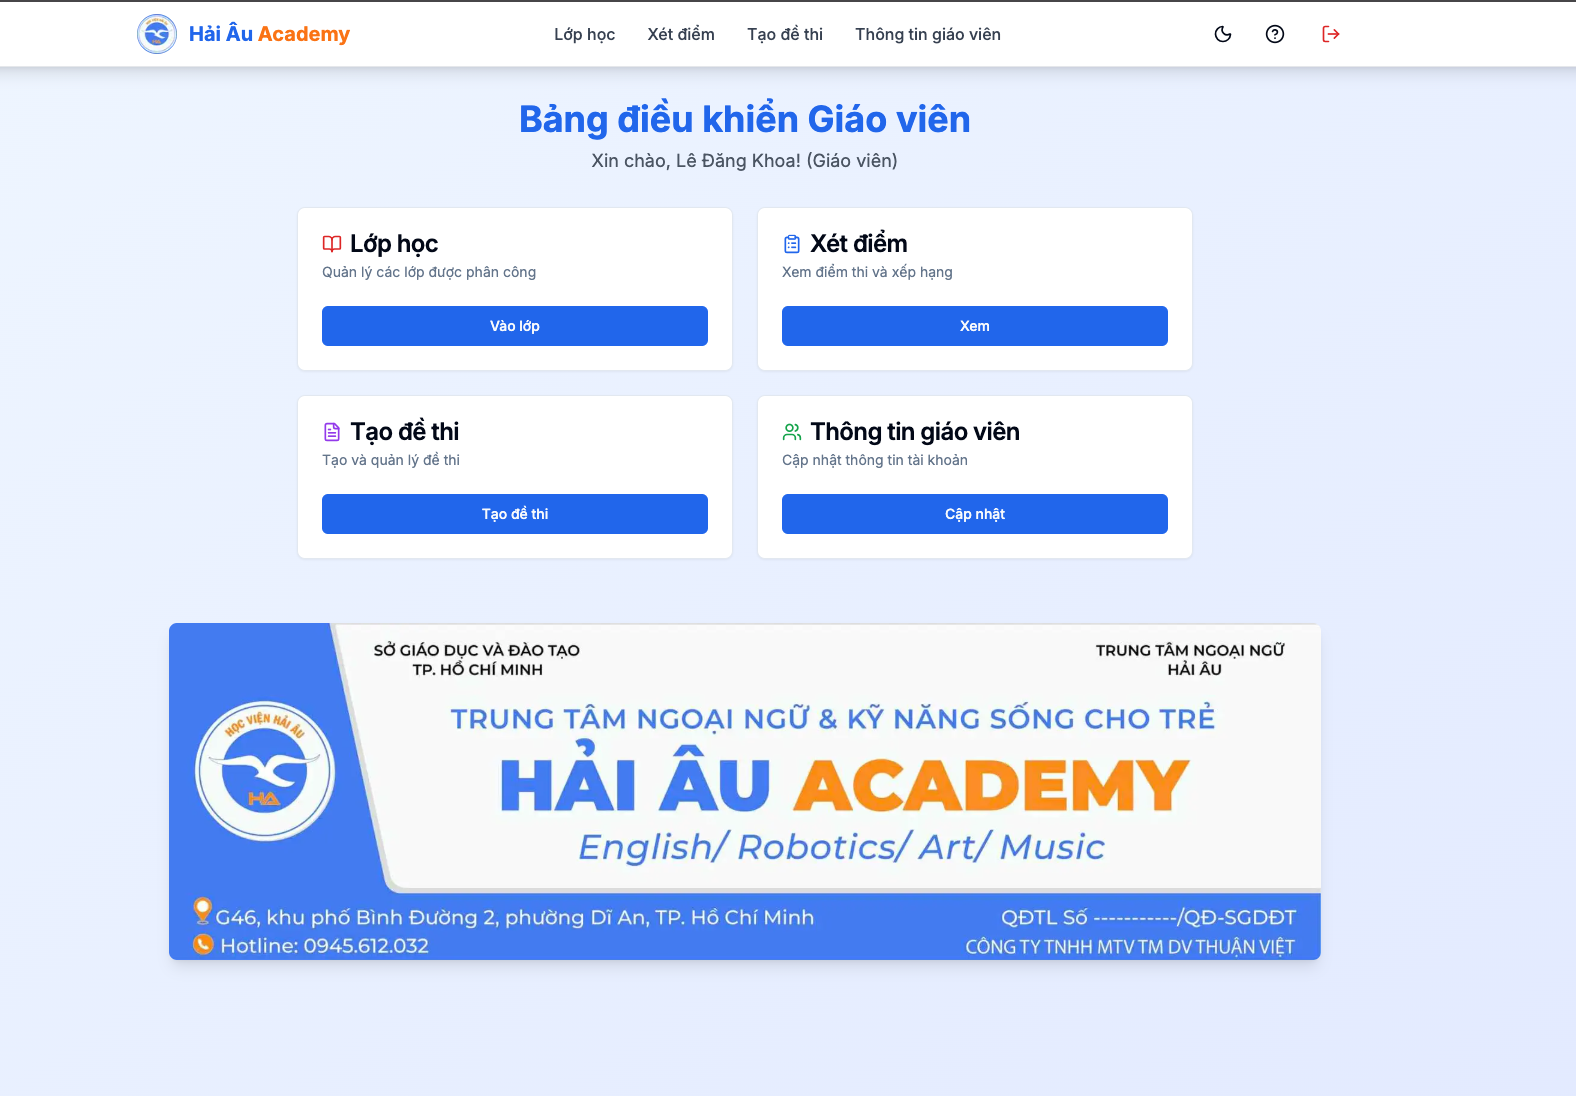 Hải Âu Academy
Lớp học
Xét điểm
Tạo đề thi
Thông tin giáo viên
Bảng điều khiển Giáo viên
Xin chào, Lê Đăng Khoa! (Giáo viên)
Lớp học
Quản lý các lớp được phân công
Vào lớp
Xét điểm
Xem điểm thi và xếp hạng
Xem
Tạo đề thi
Tạo và quản lý đề thi
Tạo đề thi
Thông tin giáo viên
Cập nhật thông tin tài khoản
Cập nhật
SỞ GIÁO DỤC VÀ ĐÀO TẠO
TP. HỒ CHÍ MINH
TRUNG TÂM NGOẠI NGỮ
HẢI ÂU
HỌC VIỆN HẢI ÂU
HA
TRUNG TÂM NGOẠI NGỮ & KỸ NĂNG SỐNG CHO TRẺ
HẢI ÂU ACADEMY
English/ Robotics/ Art/ Music
G46, khu phố Bình Đường 2, phường Dĩ An, TP. Hồ Chí Minh
Hotline: 0945.612.032
QĐTL Số -----------/QĐ-SGDĐT
CÔNG TY TNHH MTV TM DV THUẬN VIỆT